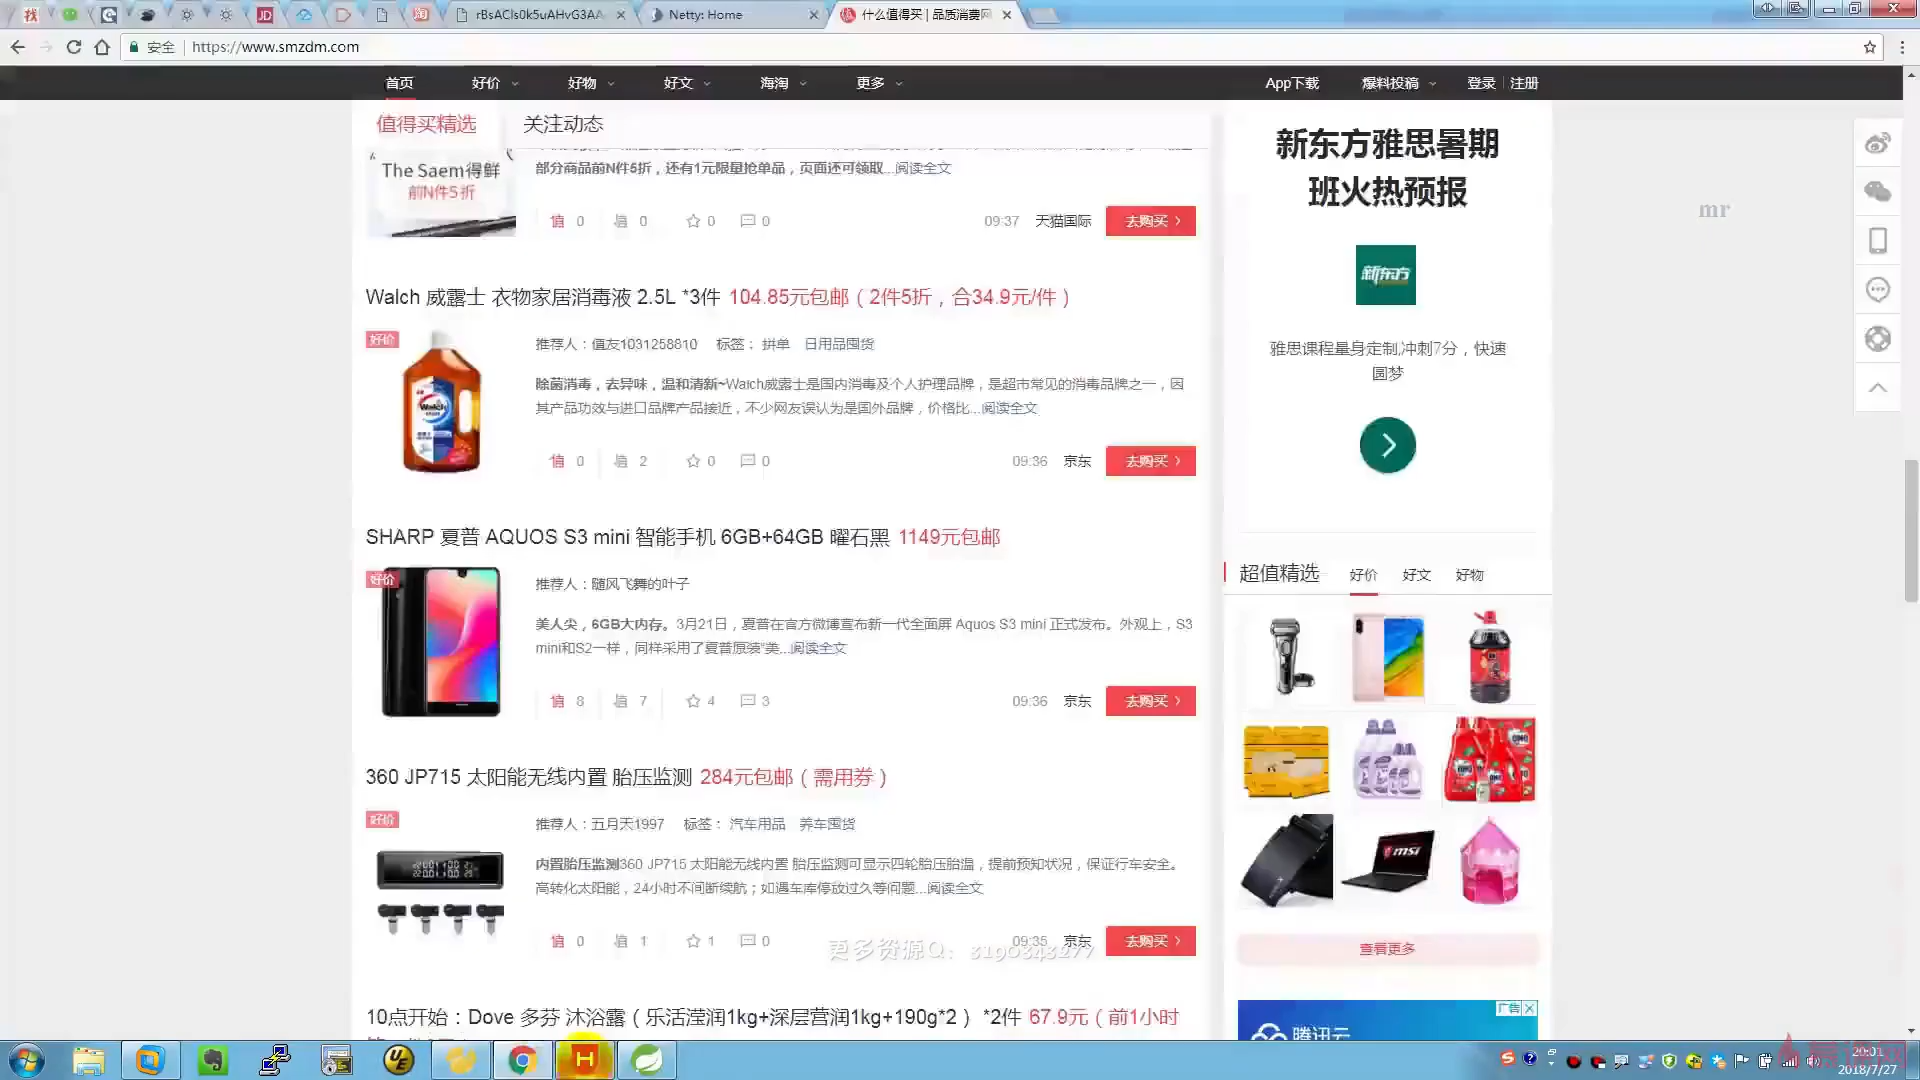 rBsACls0k5uAHvG3AAA
Netty: Home
什么值得买 | 品质消费网
安全
https://www.smzdm.com
首页 好价 好物 好文 海淘 更多 App下载 爆料投稿 登录 注册
值得买精选 关注动态
The Saem得鲜
前N件5折
部分商品前N件5折，还有1元限量抢单品，页面还可领取...阅读全文
值 0 0 0 0 09:37 天猫国际 去购买
Walch 威露士 衣物家居消毒液 2.5L *3件 104.85元包邮（2件5折，合34.9元/件）
好价
推荐人：值友1031258810 标签： 拼单 日用品囤货
除菌消毒，去异味，温和清新~Walch威露士是国内消毒及个人护理品牌，是超市常见的消毒品牌之一，因
其产品功效与进口品牌产品接近，不少网友误认为是国外品牌，价格比...阅读全文
值 0 2 0 0 09:36 京东 去购买
SHARP 夏普 AQUOS S3 mini 智能手机 6GB+64GB 曜石黑 1149元包邮
好价
推荐人：随风飞舞的叶子
美人尖，6GB大内存。3月21日，夏普在官方微博宣布新一代全面屏 Aquos S3 mini 正式发布。外观上，S3
mini和S2一样，同样采用了夏普原装“美...阅读全文
值 8 7 4 3 09:36 京东 去购买
360 JP715 太阳能无线内置 胎压监测 284元包邮（需用券）
好价
推荐人：五月天1997 标签： 汽车用品 养车囤货
内置胎压监测360 JP715 太阳能无线内置 胎压监测可显示四轮胎压胎温，提前预知状况，保证行车安全。
高转化太阳能，24小时不间断续航；如遇车库停放过久等问题...阅读全文
值 0 1 1 0 09:35 京东 去购买
更多资源Q：3190343277
10点开始：Dove 多芬 沐浴露（乐活滢润1kg+深层营润1kg+190g*2） *2件 67.9元（前1小时
新东方雅思暑期
班火热预报
新东方
雅思课程量身定制,冲刺7分，快速
圆梦
mr
超值精选 好价 好文 好物
msi
查看更多
广告
腾讯云
20:01
2018/7/27